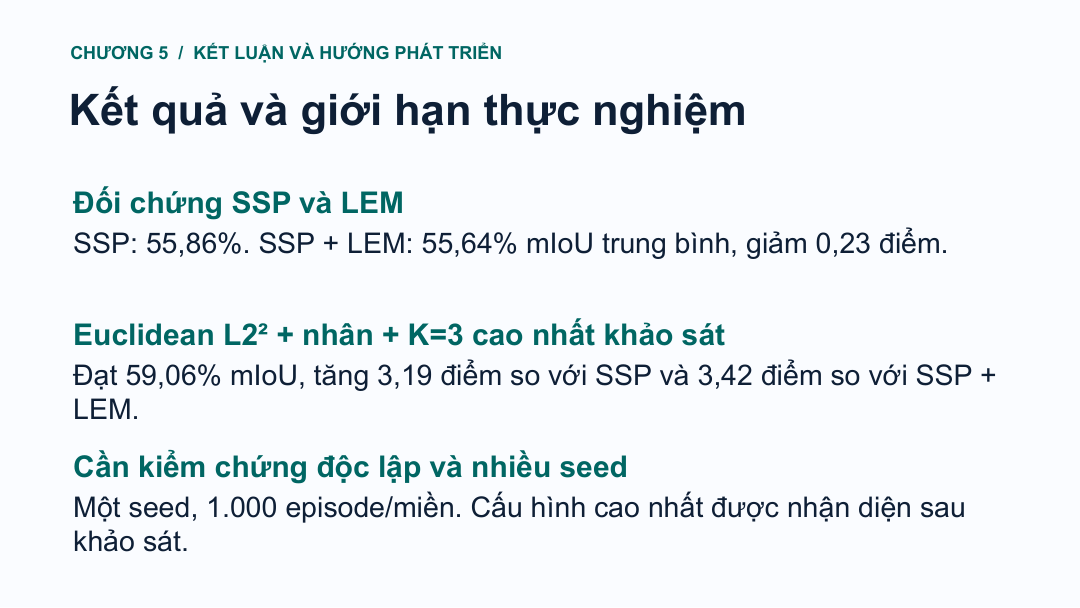 CHƯƠNG 5 / KẾT LUẬN VÀ HƯỚNG PHÁT TRIỂN
Kết quả và giới hạn thực nghiệm
Đối chứng SSP và LEM
SSP: 55,86%. SSP + LEM: 55,64% mIoU trung bình, giảm 0,23 điểm.
Euclidean L2² + nhân + K=3 cao nhất khảo sát
Đạt 59,06% mIoU, tăng 3,19 điểm so với SSP và 3,42 điểm so với SSP +
LEM.
Cần kiểm chứng độc lập và nhiều seed
Một seed, 1.000 episode/miền. Cấu hình cao nhất được nhận diện sau
khảo sát.